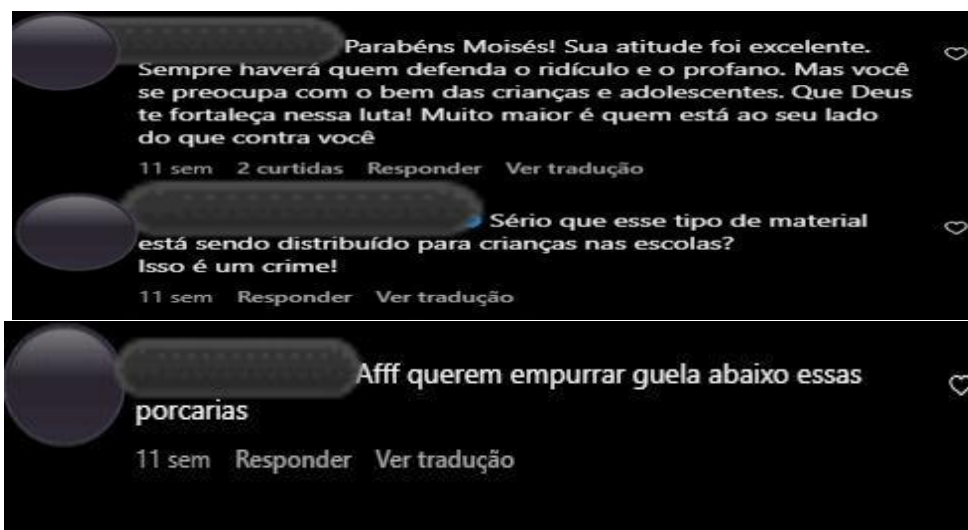 Parabéns Moisés! Sua atitude foi excelente.
Sempre haverá quem defenda o ridículo e o profano. Mas você
se preocupa com o bem das crianças e adolescentes. Que Deus
te fortaleça nessa luta! Muito maior é quem está ao seu lado
do que contra você
11 sem 2 curtidas Responder Ver tradução
Sério que esse tipo de material
está sendo distribuído para crianças nas escolas?
Isso é um crime!
11 sem Responder Ver tradução
Afff querem empurrar guela abaixo essas
porcarias
11 sem Responder Ver tradução